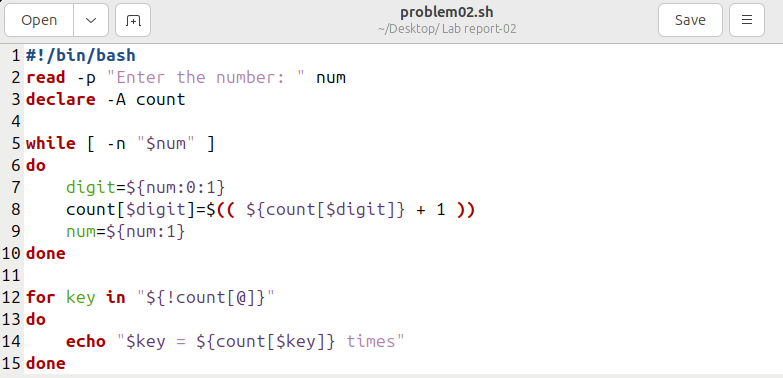 Open
problem02.sh
~/Desktop/ Lab report-02
Save
1 #!/bin/bash
2 read -p "Enter the number: " num
3 declare -A count
4
5 while [ -n "$num" ]
6 do
7     digit=${num:0:1}
8     count[$digit]=$(( ${count[$digit]} + 1 ))
9     num=${num:1}
10 done
11
12 for key in "${!count[@]}"
13 do
14     echo "$key = ${count[$key]} times"
15 done